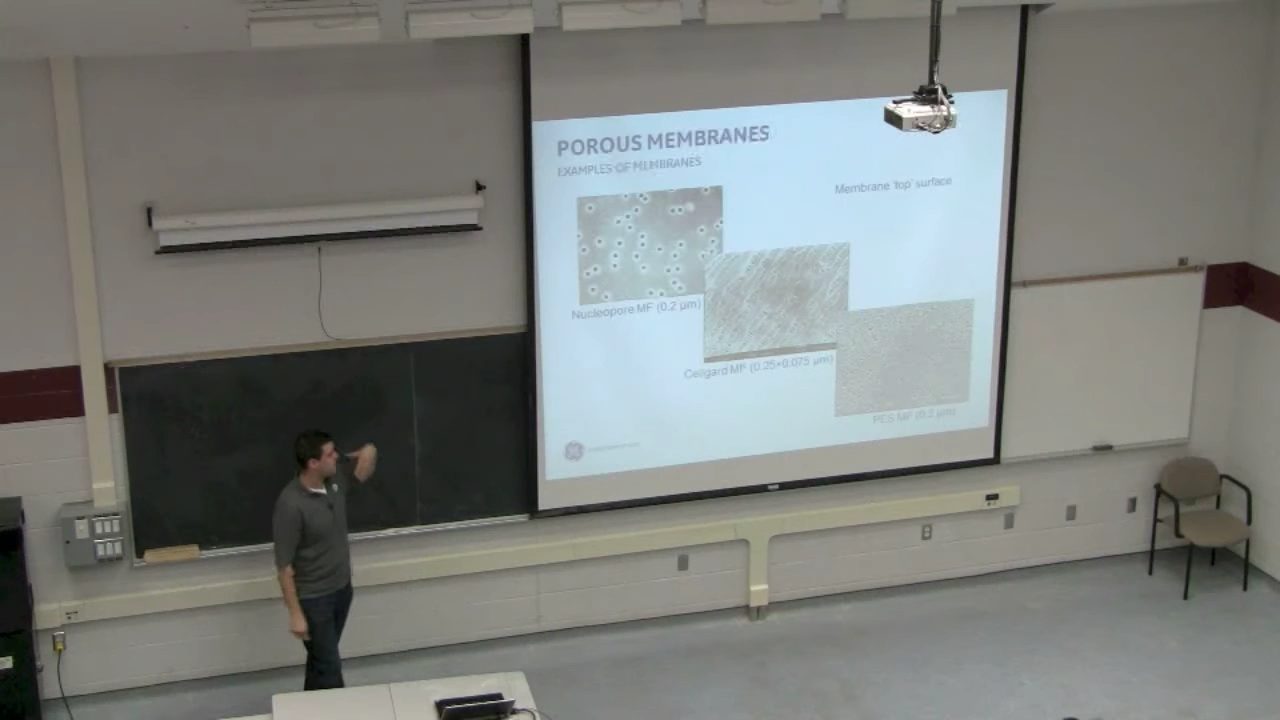 POROUS MEMBRANES
EXAMPLES OF MEMBRANES
Membrane 'top' surface
Nucleopore MF (0.2 µm)
Cellgard MF (0.25*0.075 µm)
PES MF (0.2 µm)